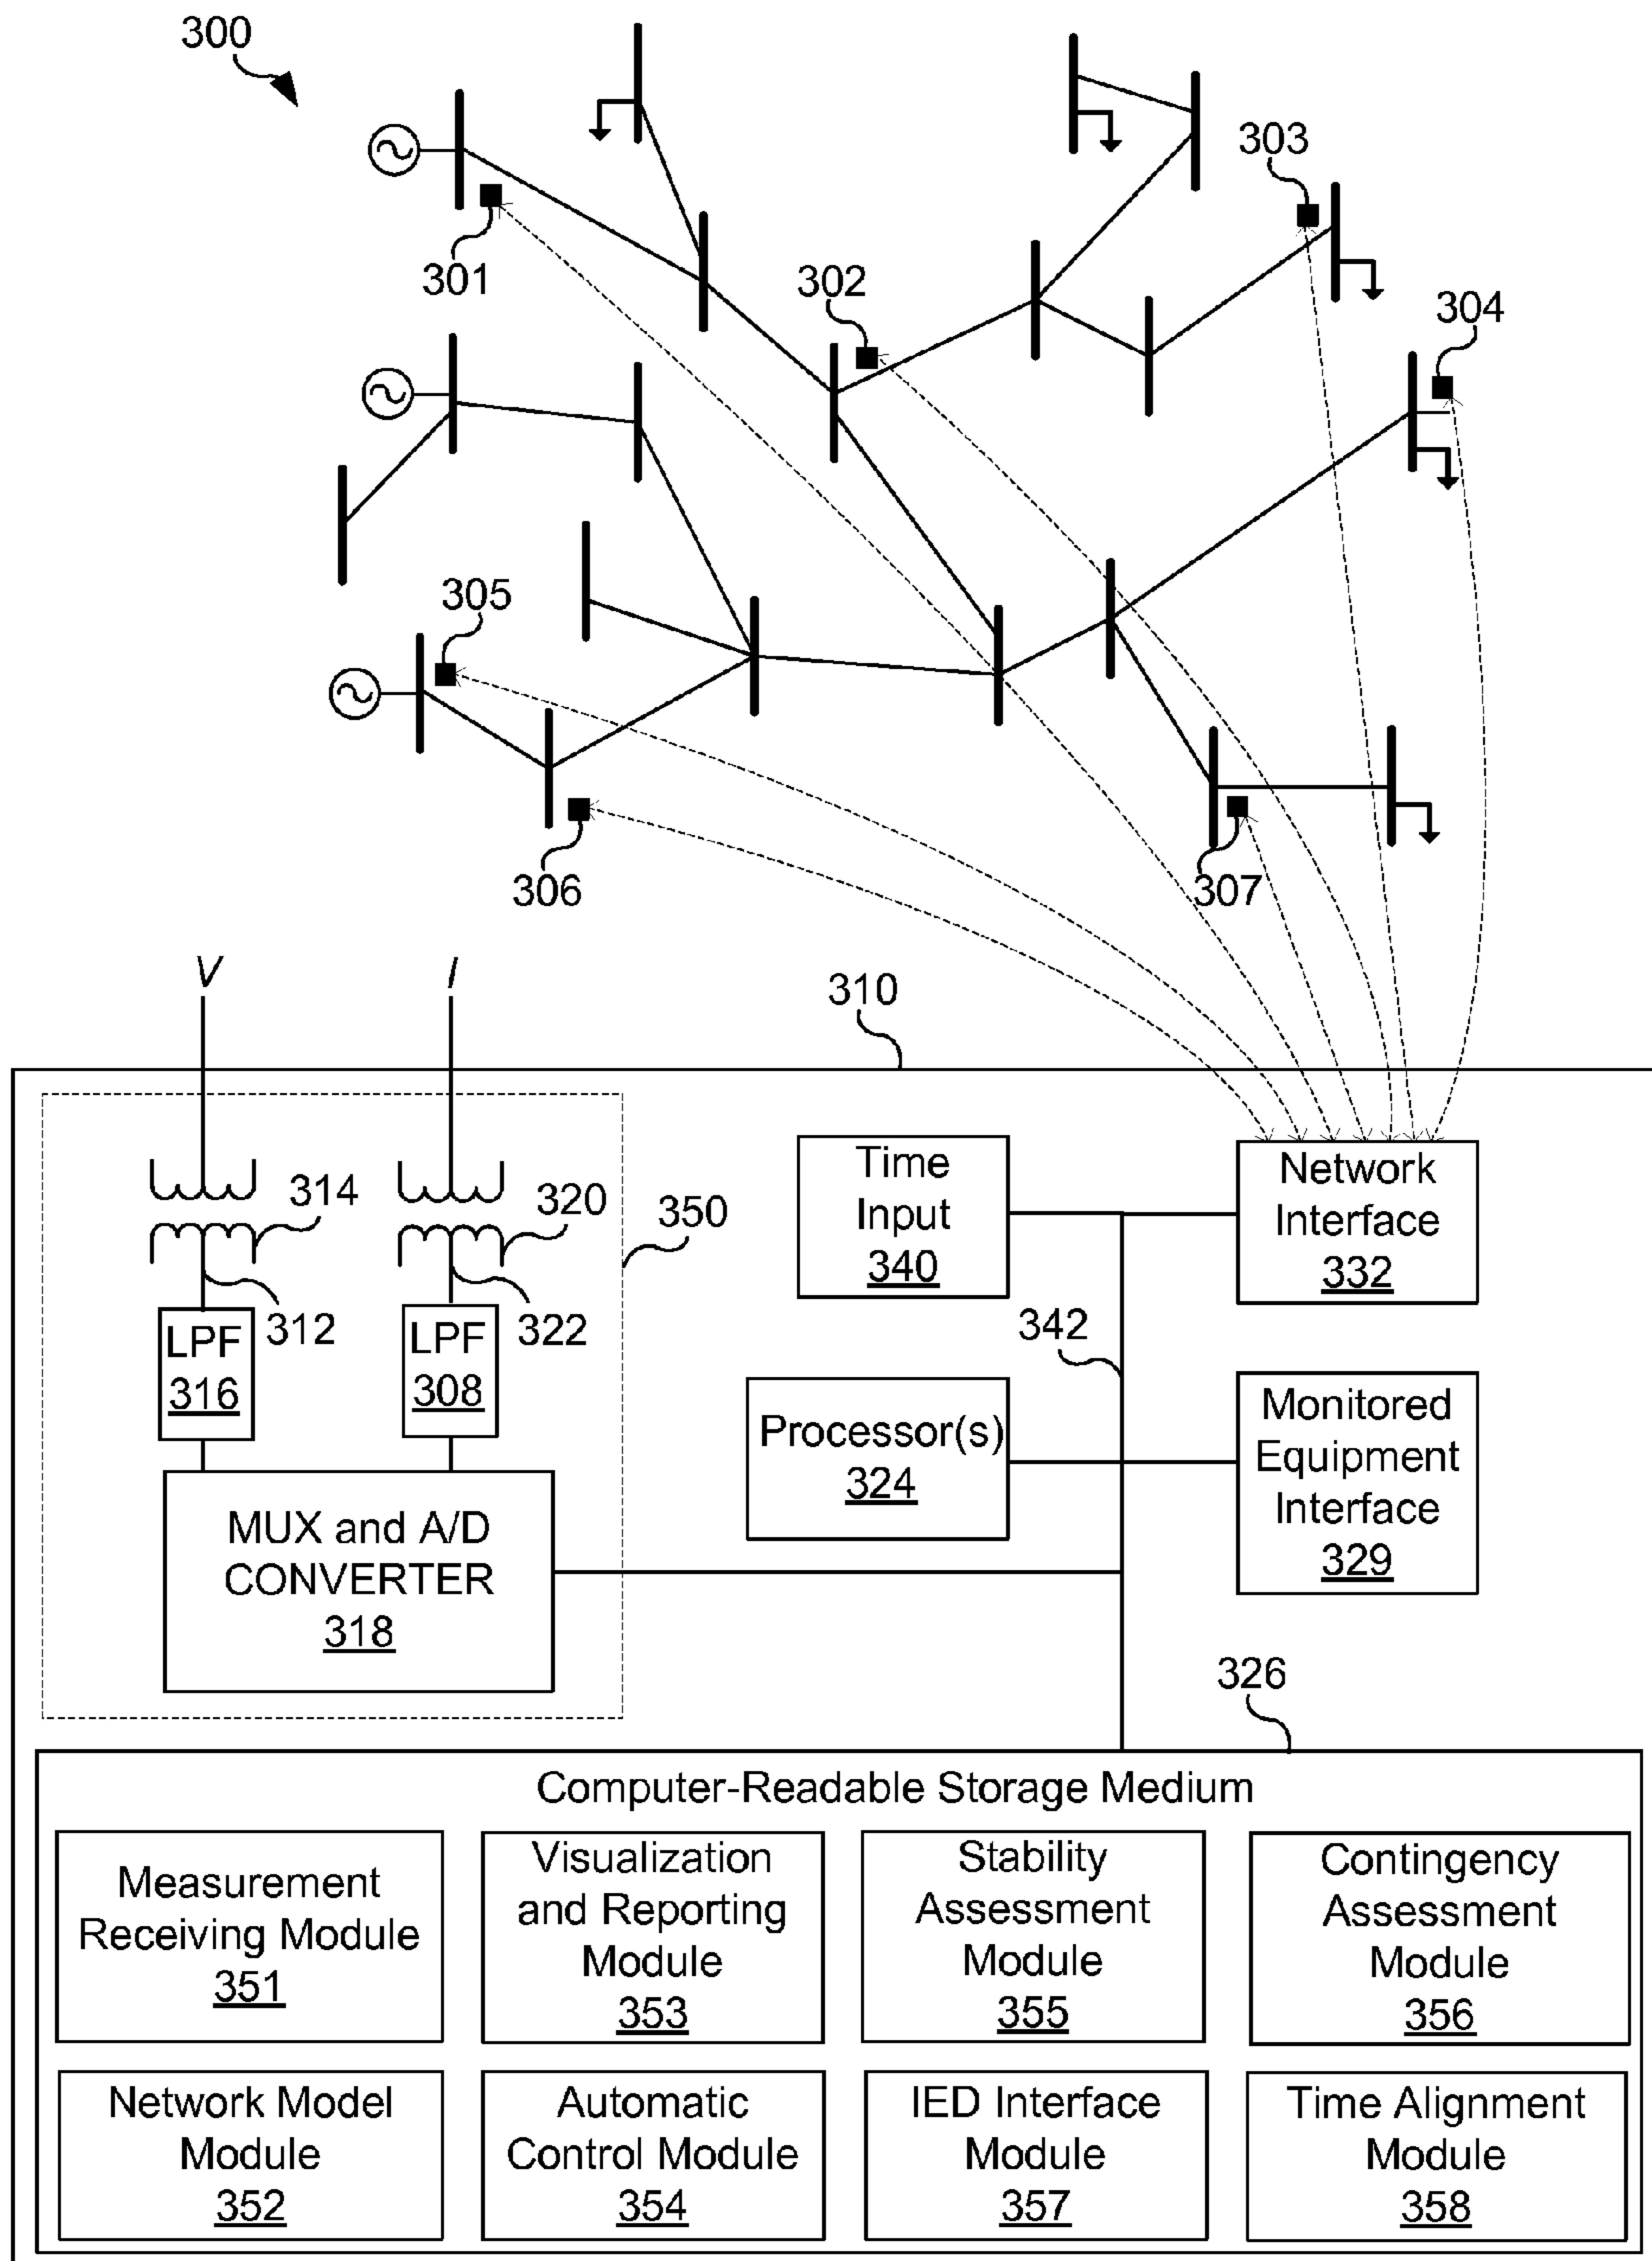 300
303
301
302
304
305
306
307
V
I
310
314
320
350
312
322
LPF
316
LPF
308
MUX and A/D
CONVERTER
318
Time
Input
340
Network
Interface
332
342
Processor(s)
324
Monitored
Equipment
Interface
329
326
Computer-Readable Storage Medium
Measurement
Receiving Module
351
Visualization
and Reporting
Module
353
Stability
Assessment
Module
355
Contingency
Assessment
Module
356
Network Model
Module
352
Automatic
Control Module
354
IED Interface
Module
357
Time Alignment
Module
358